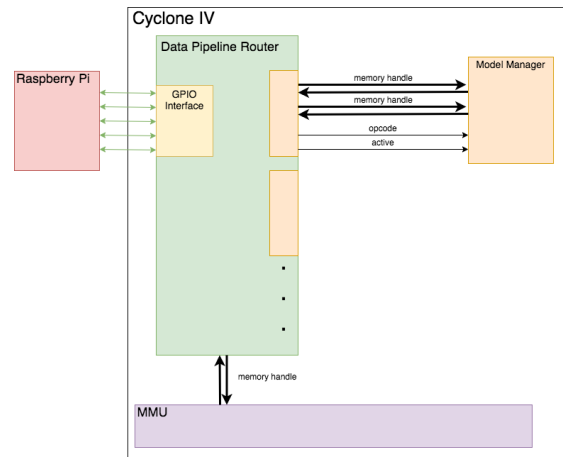 Cyclone IV
Data Pipeline Router
Raspberry Pi
GPIO
Interface
memory handle
Model Manager
memory handle
opcode
active
memory handle
MMU